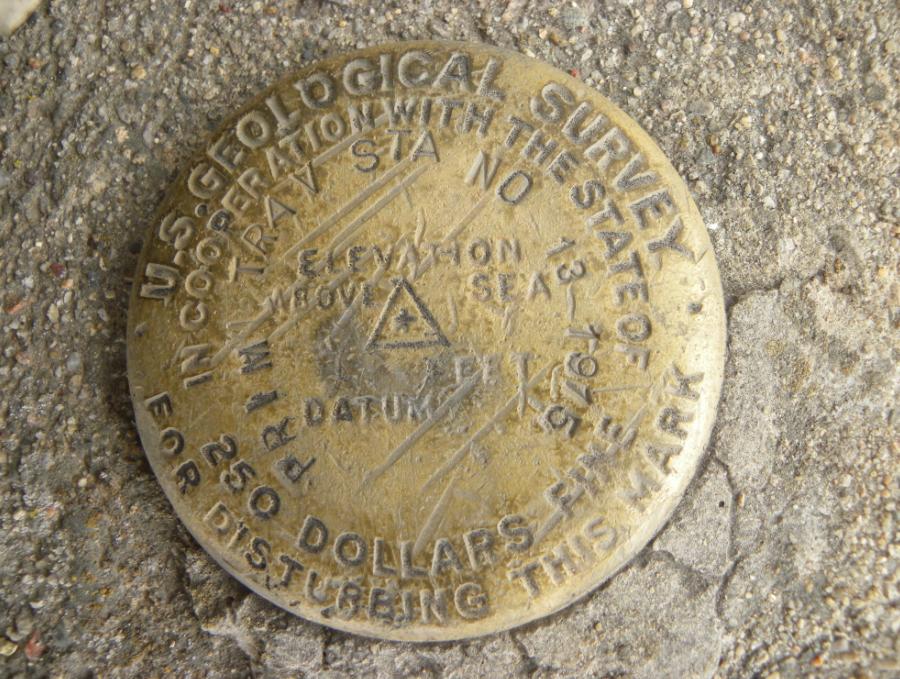 U.S. GEOLOGICAL SURVEY
IN COOPERATION WITH THE STATE OF
PRIM TRAV STA NO
13-1975
ELEVATION
ABOVE SEA
FEET
DATUM
250 DOLLARS FINE
FOR DISTURBING THIS MARK